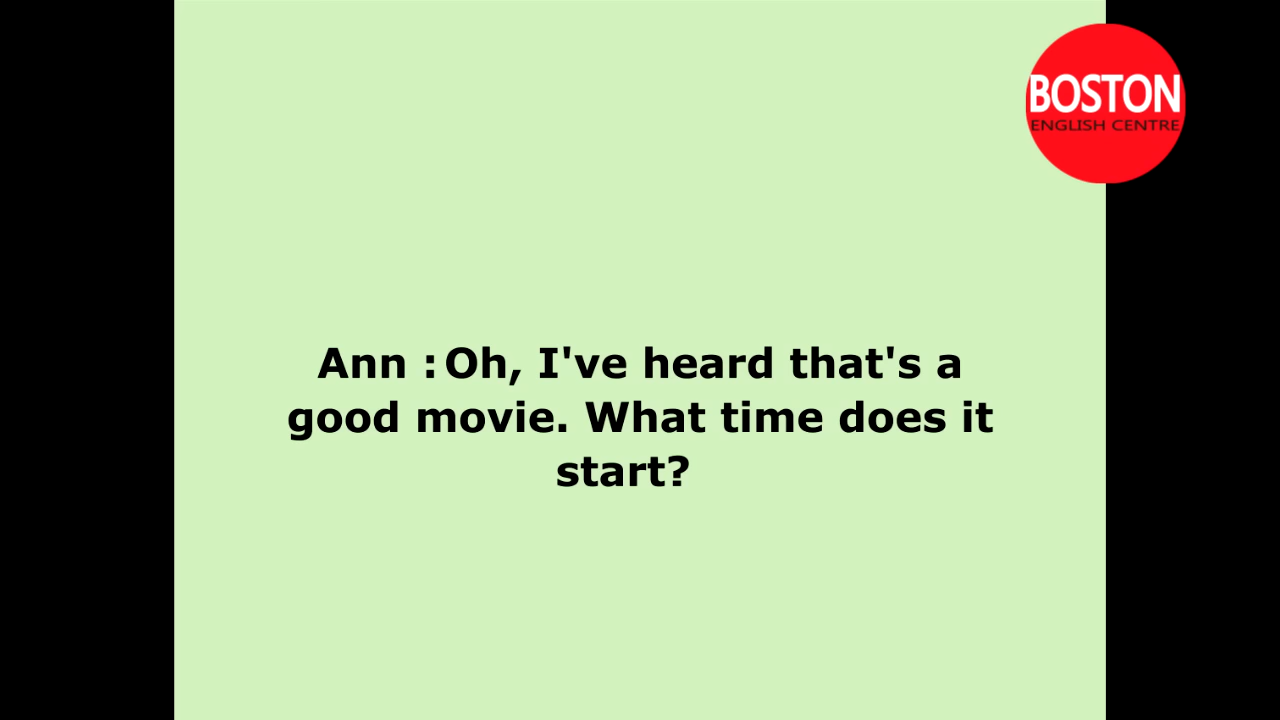 BOSTON
ENGLISH CENTRE
Ann : Oh, I've heard that's a
good movie. What time does it
start?